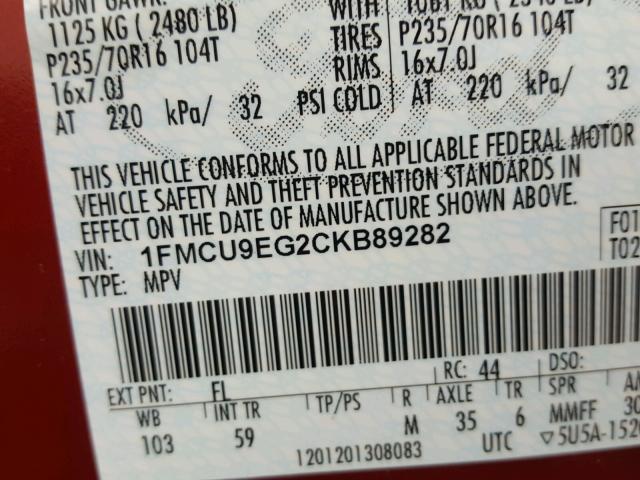 FRONT GAWR:
1125 KG ( 2480 LB) WITH
P235/70R16 104T TIRES P235/70R16 104T
16x7.0J RIMS 16x7.0J
AT 220 kPa/ 32 PSI COLD AT 220 kPa/ 32
THIS VEHICLE CONFORMS TO ALL APPLICABLE FEDERAL MOTOR
VEHICLE SAFETY AND THEFT PREVENTION STANDARDS IN
EFFECT ON THE DATE OF MANUFACTURE SHOWN ABOVE.
VIN: 1FMCU9EG2CKB89282
TYPE: MPV
EXT PNT: FL RC: 44 DSO:
WB INT TR TP/PS R AXLE TR SPR
103 59 M 35 6 MMFF
1201201308083 UTC